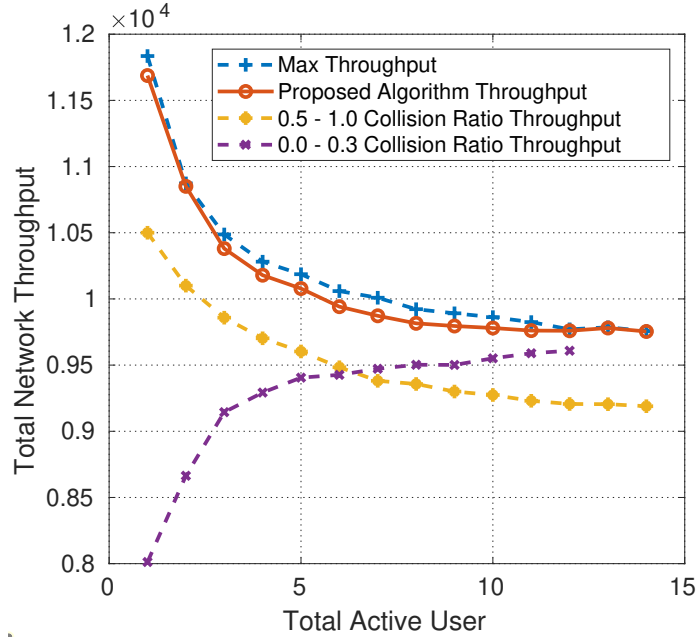 ×10^4
1.2
1.15
1.1
1.05
1
0.95
0.9
0.85
0.8
Total Network Throughput
Max Throughput
Proposed Algorithm Throughput
0.5 - 1.0 Collision Ratio Throughput
0.0 - 0.3 Collision Ratio Throughput
0 5 10 15
Total Active User